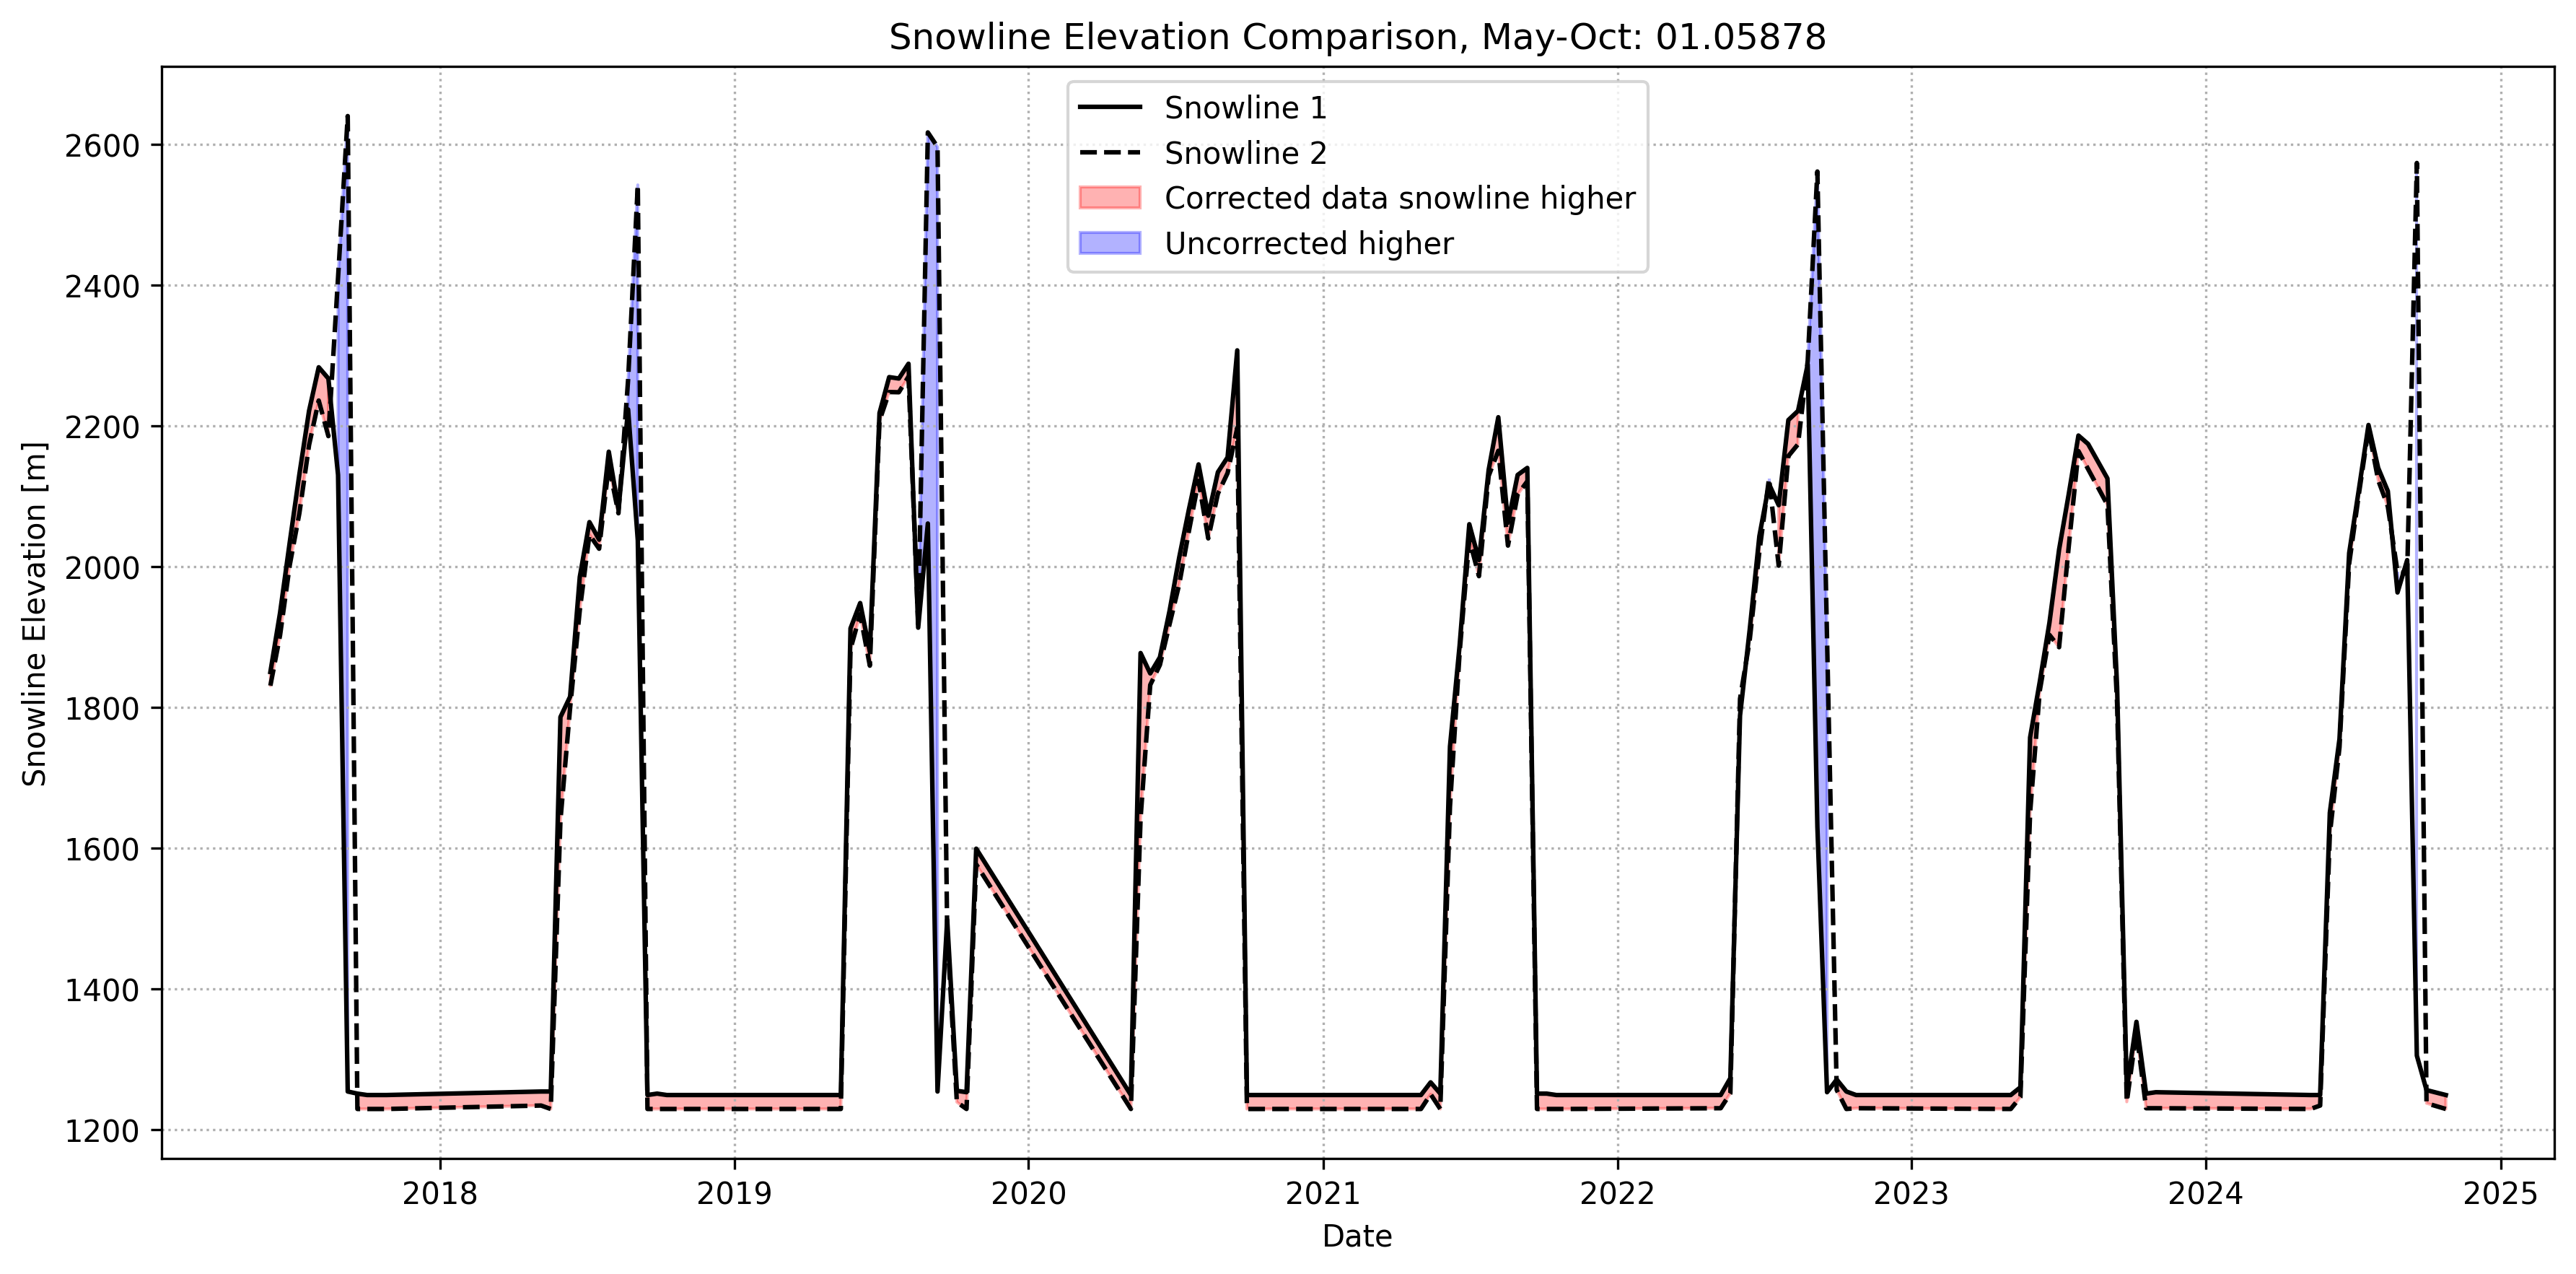 Snowline Elevation Comparison, May-Oct: 01.05878
Snowline 1
Snowline 2
Corrected data snowline higher
Uncorrected higher
Snowline Elevation [m]
2600
2400
2200
2000
1800
1600
1400
1200
2018 2019 2020 2021 2022 2023 2024 2025
Date